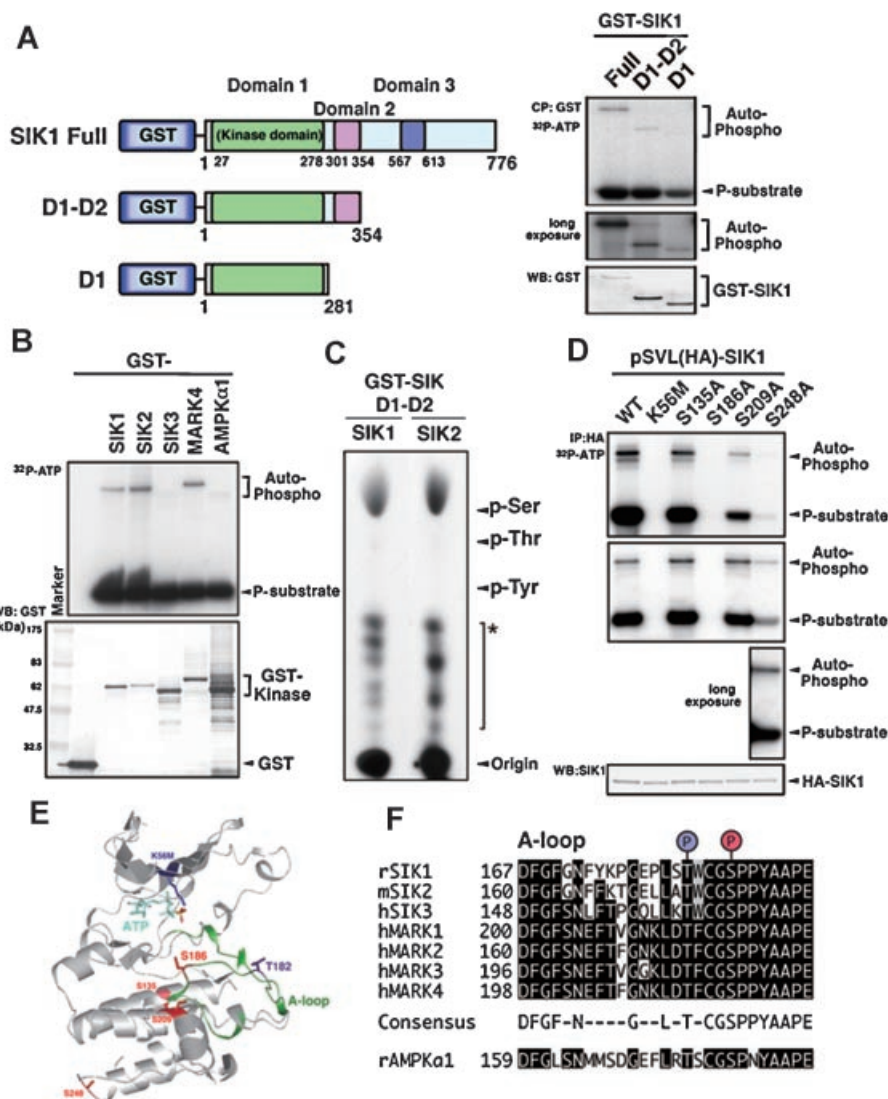 A
GST-SIK1
Full
D1-D2
D1
Domain 1
Domain 3
Domain 2
SIK1 Full
GST
(Kinase domain)
1 27 278 301 354 567 613 776
D1-D2
GST
1 354
D1
GST
1 281
CP: GST
32P-ATP
Auto-Phospho
P-substrate
long exposure
Auto-Phospho
WB: GST
GST-SIK1
B
GST-
SIK1
SIK2
SIK3
MARK4
AMPKα1
32P-ATP
Auto-Phospho
P-substrate
Marker
WB: GST
kDa)
175
83
62
47.5
32.5
GST-Kinase
GST
C
GST-SIK
D1-D2
SIK1 SIK2
p-Ser
p-Thr
p-Tyr
*
Origin
D
pSVL(HA)-SIK1
WT
K56M
S135A
S186A
S209A
S248A
IP:HA
32P-ATP
Auto-Phospho
P-substrate
Auto-Phospho
P-substrate
long exposure
Auto-Phospho
P-substrate
WB:SIK1
HA-SIK1
E
K56M
ATP
S186
T182
S135
S209
A-loop
S248
F
A-loop
P P
rSIK1 167 DFGFGNFYKPGEPLSTWCGSPPYAAPE
mSIK2 160 DFGFGNFFKTGELLATWCGSPPYAAPE
hSIK3 148 DFGFSNLFTPGQLLKTWCGSPPYAAPE
hMARK1 200 DFGFSNEFTVGNKLDTFCGSPPYAAPE
hMARK2 160 DFGFSNEFTFGNKLDTFCGSPPYAAPE
hMARK3 196 DFGFSNEFTVGGKLDTFCGSPPYAAPE
hMARK4 198 DFGFSNEFTFGNKLDTFCGSPPYAAPE
Consensus DFGF-N----G--L-T-CGSPPYAAPE
rAMPKα1 159 DFGLSNMMSDGEFLRTSCGSPNYAAPE